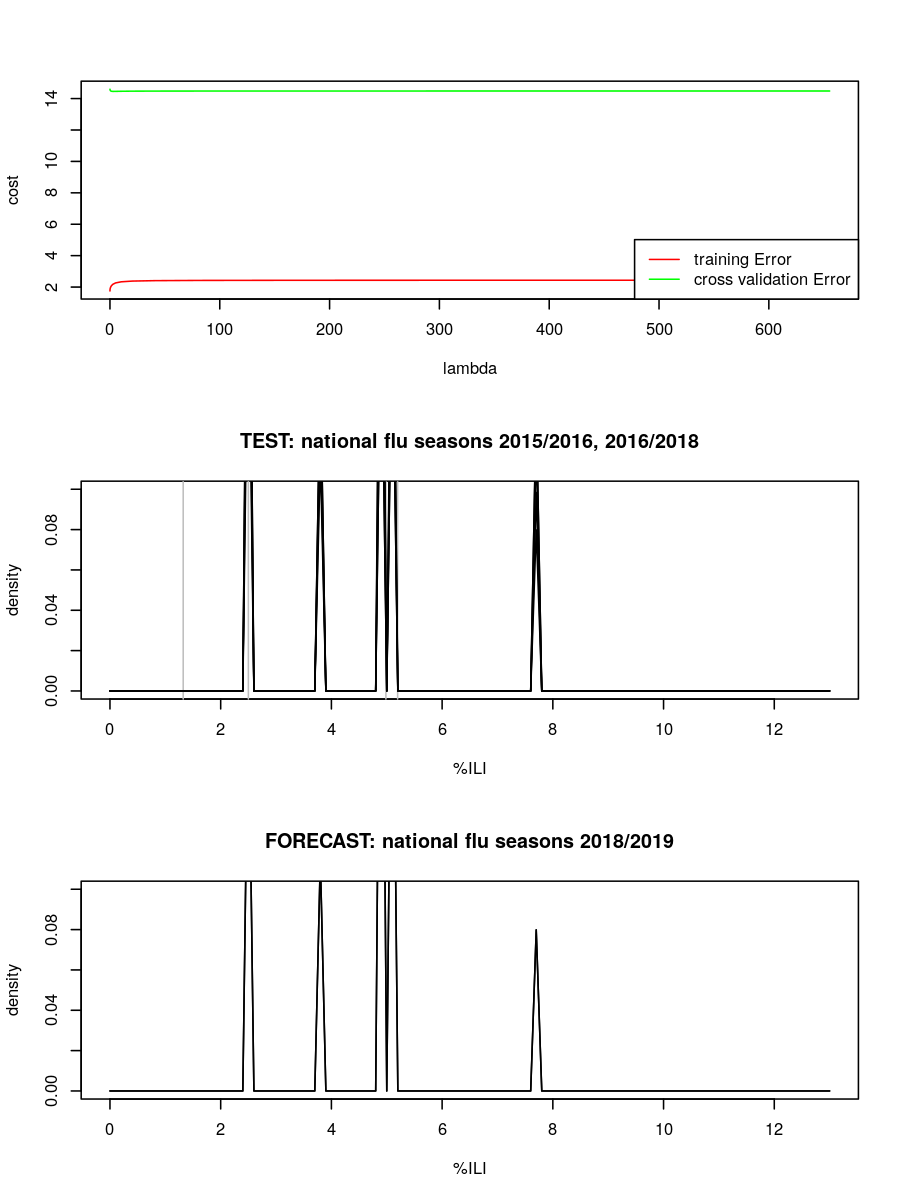 cost
14
10
8
6
4
2
training Error
cross validation Error
0 100 200 300 400 500 600
lambda
TEST: national flu seasons 2015/2016, 2016/2018
density
0.08
0.04
0.00
0 2 4 6 8 10 12
%ILI
FORECAST: national flu seasons 2018/2019
density
0.08
0.04
0.00
0 2 4 6 8 10 12
%ILI